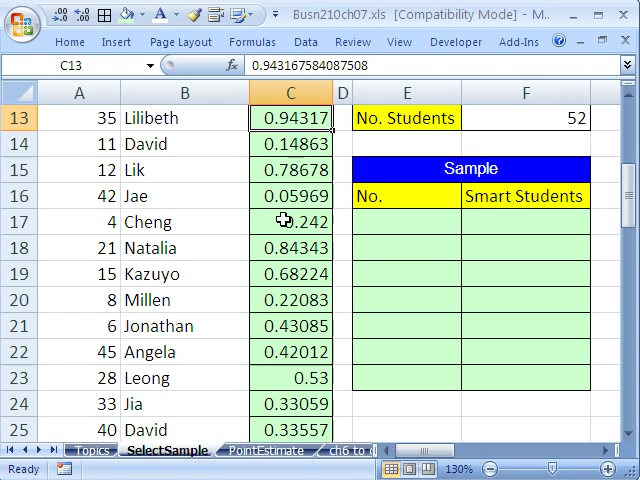 Busn210ch07.xls [Compatibility Mode] - M...
Home Insert Page Layout Formulas Data Review View Developer Add-Ins
C13 fx 0.943167584087508
A B C D E F
13 35 Lilibeth 0.94317 No. Students 52
14 11 David 0.14863
15 12 Lik 0.78678 Sample
16 42 Jae 0.05969 No. Smart Students
17 4 Cheng 0.242
18 21 Natalia 0.84343
19 15 Kazuyo 0.68224
20 8 Millen 0.22083
21 6 Jonathan 0.43085
22 45 Angela 0.42012
23 28 Leong 0.53
24 33 Jia 0.33059
25 40 David 0.33557
Topics SelectSample PointEstimate ch6 to
Ready 130%